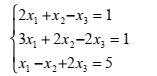 2x₁ + x₂ - x₃ = 1
3x₁ + 2x₂ - 2x₃ = 1
x₁ - x₂ + 2x₃ = 5